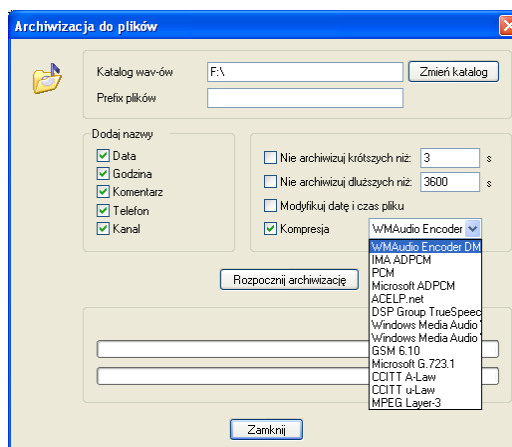 Archiwizacja do plików
Katalog wav-ów
F:\
Zmień katalog
Prefix plików
Dodaj nazwy
Data
Godzina
Komentarz
Telefon
Kanał
Nie archiwizuj krótszych niż:
3
s
Nie archiwizuj dłuższych niż:
3600
s
Modyfikuj datę i czas pliku
Kompresja
WMAudio Encoder
WMAudio Encoder DM
IMA ADPCM
PCM
Microsoft ADPCM
ACELP.net
DSP Group TrueSpeec
Windows Media Audio
Windows Media Audio
GSM 6.10
Microsoft G.723.1
CCITT A-Law
CCITT u-Law
MPEG Layer-3
Rozpocznij archiwizację
Zamknij